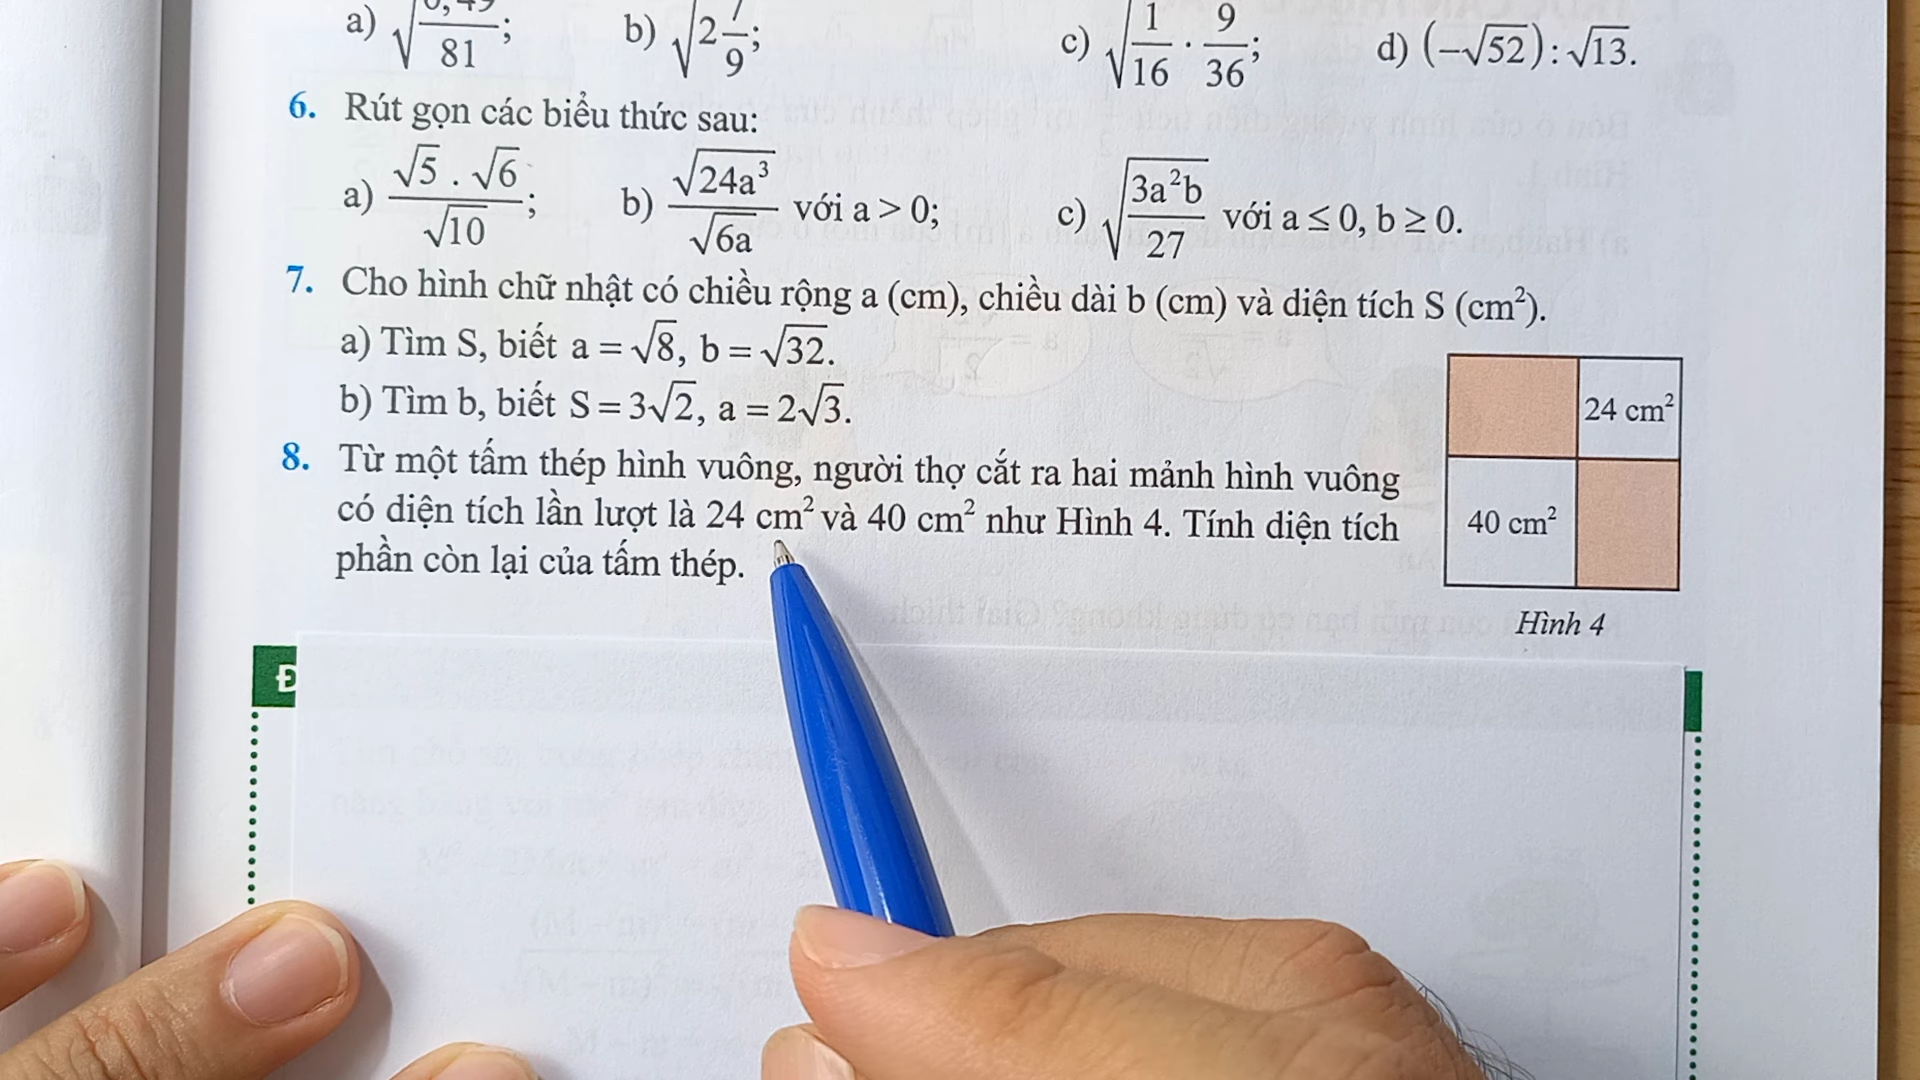 a) √(0,49/81);
b) √(2 7/9);
c) √(1/16 · 9/36);
d) (−√52) : √13.
6. Rút gọn các biểu thức sau:
a) (√5 . √6)/√10;
b) √(24a³)/√(6a) với a > 0;
c) √(3a²b/27) với a ≤ 0, b ≥ 0.
7. Cho hình chữ nhật có chiều rộng a (cm), chiều dài b (cm) và diện tích S (cm²).
a) Tìm S, biết a = √8, b = √32.
b) Tìm b, biết S = 3√2, a = 2√3.
8. Từ một tấm thép hình vuông, người thợ cắt ra hai mảnh hình vuông
có diện tích lần lượt là 24 cm² và 40 cm² như Hình 4. Tính diện tích
phần còn lại của tấm thép.
24 cm²
40 cm²
Hình 4
Đ